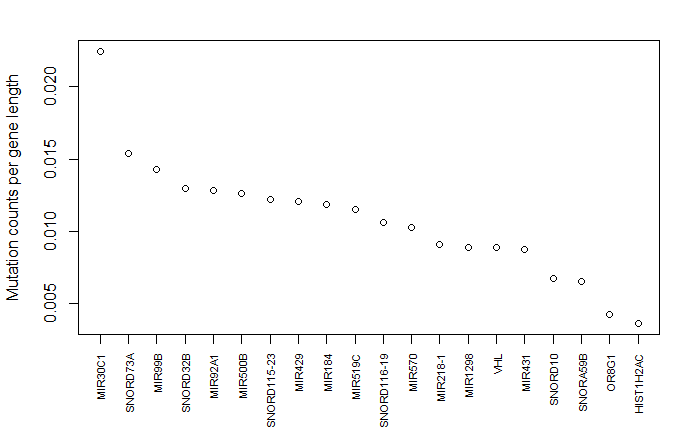 Mutation counts per gene length
0.020
0.015
0.010
0.005
MIR30C1
SNORD73A
MIR99B
SNORD32B
MIR92A1
MIR500B
SNORD115-23
MIR429
MIR184
MIR519C
SNORD116-19
MIR570
MIR218-1
MIR1298
VHL
MIR431
SNORD10
SNORA59B
OR8G1
HIST1H2AC